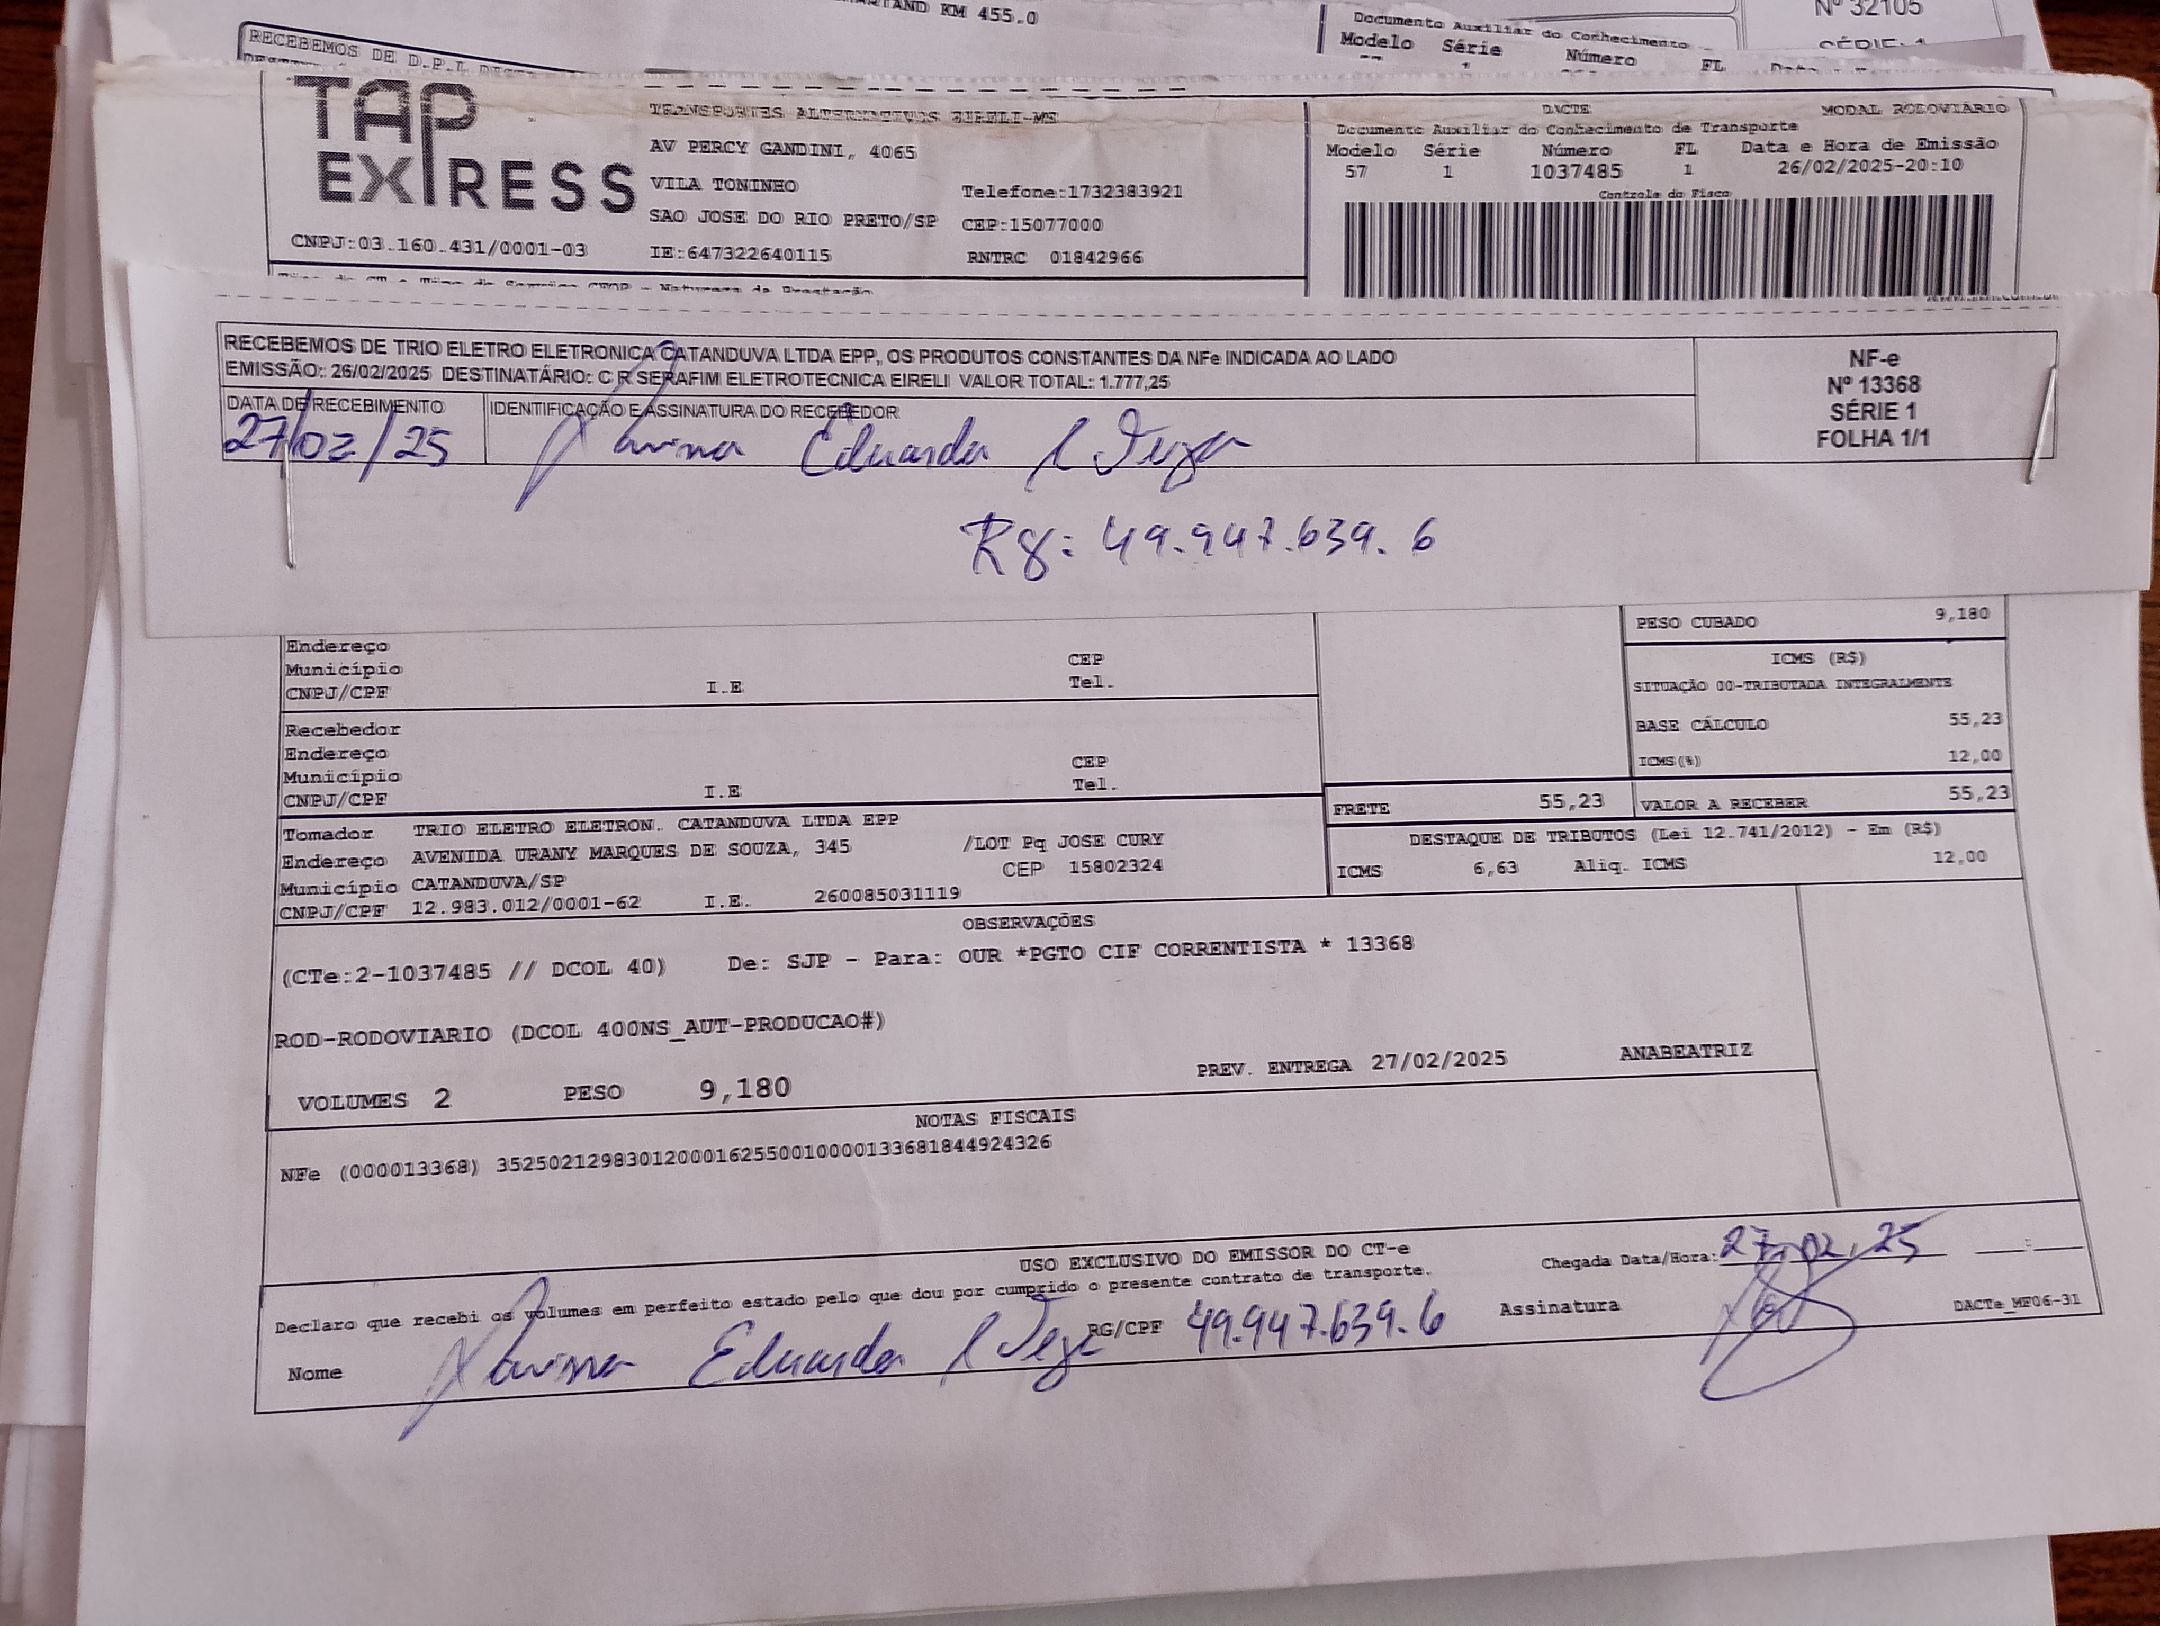 KM 455.0
Nº 32105
RECEBEMOS DE D.P.L
Documento Auxiliar do Conhecimento
Modelo Série Número FL
TAP EXPRESS
TRANSPORTES ALTERNATIVOS EIRELI-ME
AV PERCY GANDINI, 4065
VILA TONINHO Telefone:1732383921
SAO JOSE DO RIO PRETO/SP CEP:15077000
CNPJ:03.160.431/0001-03 IE:647322640115 RNTRC 01842966
DACTE MODAL RODOVIÁRIO
Documento Auxiliar do Conhecimento de Transporte
Modelo Série Número FL Data e Hora de Emissão
57 1 1037485 1 26/02/2025-20:10
Controle do Fisco
RECEBEMOS DE TRIO ELETRO ELETRONICA CATANDUVA LTDA EPP, OS PRODUTOS CONSTANTES DA NFe INDICADA AO LADO
EMISSÃO: 26/02/2025 DESTINATÁRIO: C R SERAFIM ELETROTECNICA EIRELI VALOR TOTAL: 1.777,25
DATA DE RECEBIMENTO IDENTIFICAÇÃO E ASSINATURA DO RECEBEDOR
27/02/25 Eduarda
NF-e
Nº 13368
SÉRIE 1
FOLHA 1/1
Rg: 49.947.639.6
Endereço
Município CEP
CNPJ/CPF I.E Tel.
Recebedor
Endereço
Município CEP
CNPJ/CPF I.E Tel.
PESO CUBADO 9,180
ICMS (R$)
SITUAÇÃO 00-TRIBUTADA INTEGRALMENTE
BASE CÁLCULO 55,23
ICMS(%) 12,00
FRETE 55,23 VALOR A RECEBER 55,23
DESTAQUE DE TRIBUTOS (Lei 12.741/2012) - Em (R$)
ICMS 6,63 Aliq. ICMS 12,00
Tomador TRIO ELETRO ELETRON. CATANDUVA LTDA EPP
Endereço AVENIDA URANY MARQUES DE SOUZA, 345 /LOT Pq JOSE CURY
Município CATANDUVA/SP CEP 15802324
CNPJ/CPF 12.983.012/0001-62 I.E. 260085031119
OBSERVAÇÕES
(CTe:2-1037485 // DCOL 40) De: SJP - Para: OUR *PGTO CIF CORRENTISTA * 13368
ROD-RODOVIARIO (DCOL 400NS_AUT-PRODUCAO#)
VOLUMES 2 PESO 9,180 PREV. ENTREGA 27/02/2025 ANABEATRIZ
NOTAS FISCAIS
NFe (000013368) 35250212983012000162550010000133681844924326
USO EXCLUSIVO DO EMISSOR DO CT-e
Declaro que recebi os volumes em perfeito estado pelo que dou por cumprido o presente contrato de transporte.
Chegada Data/Hora: 27.02.25 __:__
Nome Eduarda RG/CPF 49.947.639.6 Assinatura
DACTe_MF06-31